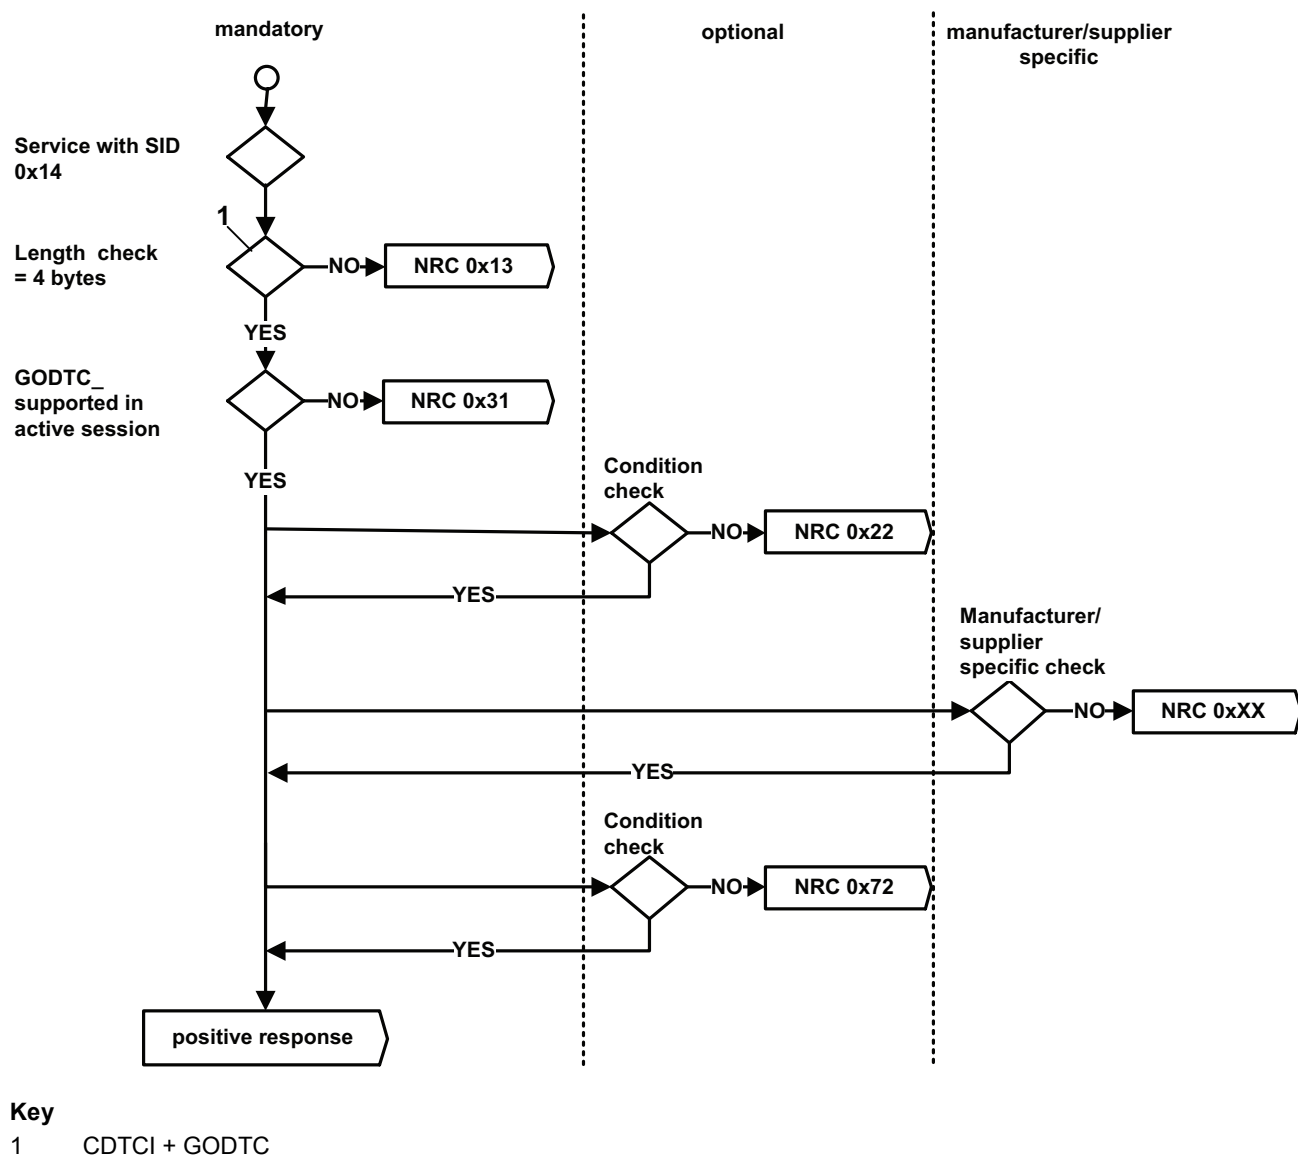 mandatory
optional
manufacturer/supplier
specific
Service with SID
0x14
1
Length check
= 4 bytes
NO
NRC 0x13
YES
GODTC_
supported in
active session
NO
NRC 0x31
YES
Condition
check
NO
NRC 0x22
YES
Manufacturer/
supplier
specific check
NO
NRC 0xXX
YES
Condition
check
NO
NRC 0x72
YES
positive response
Key
1 CDTCI + GODTC